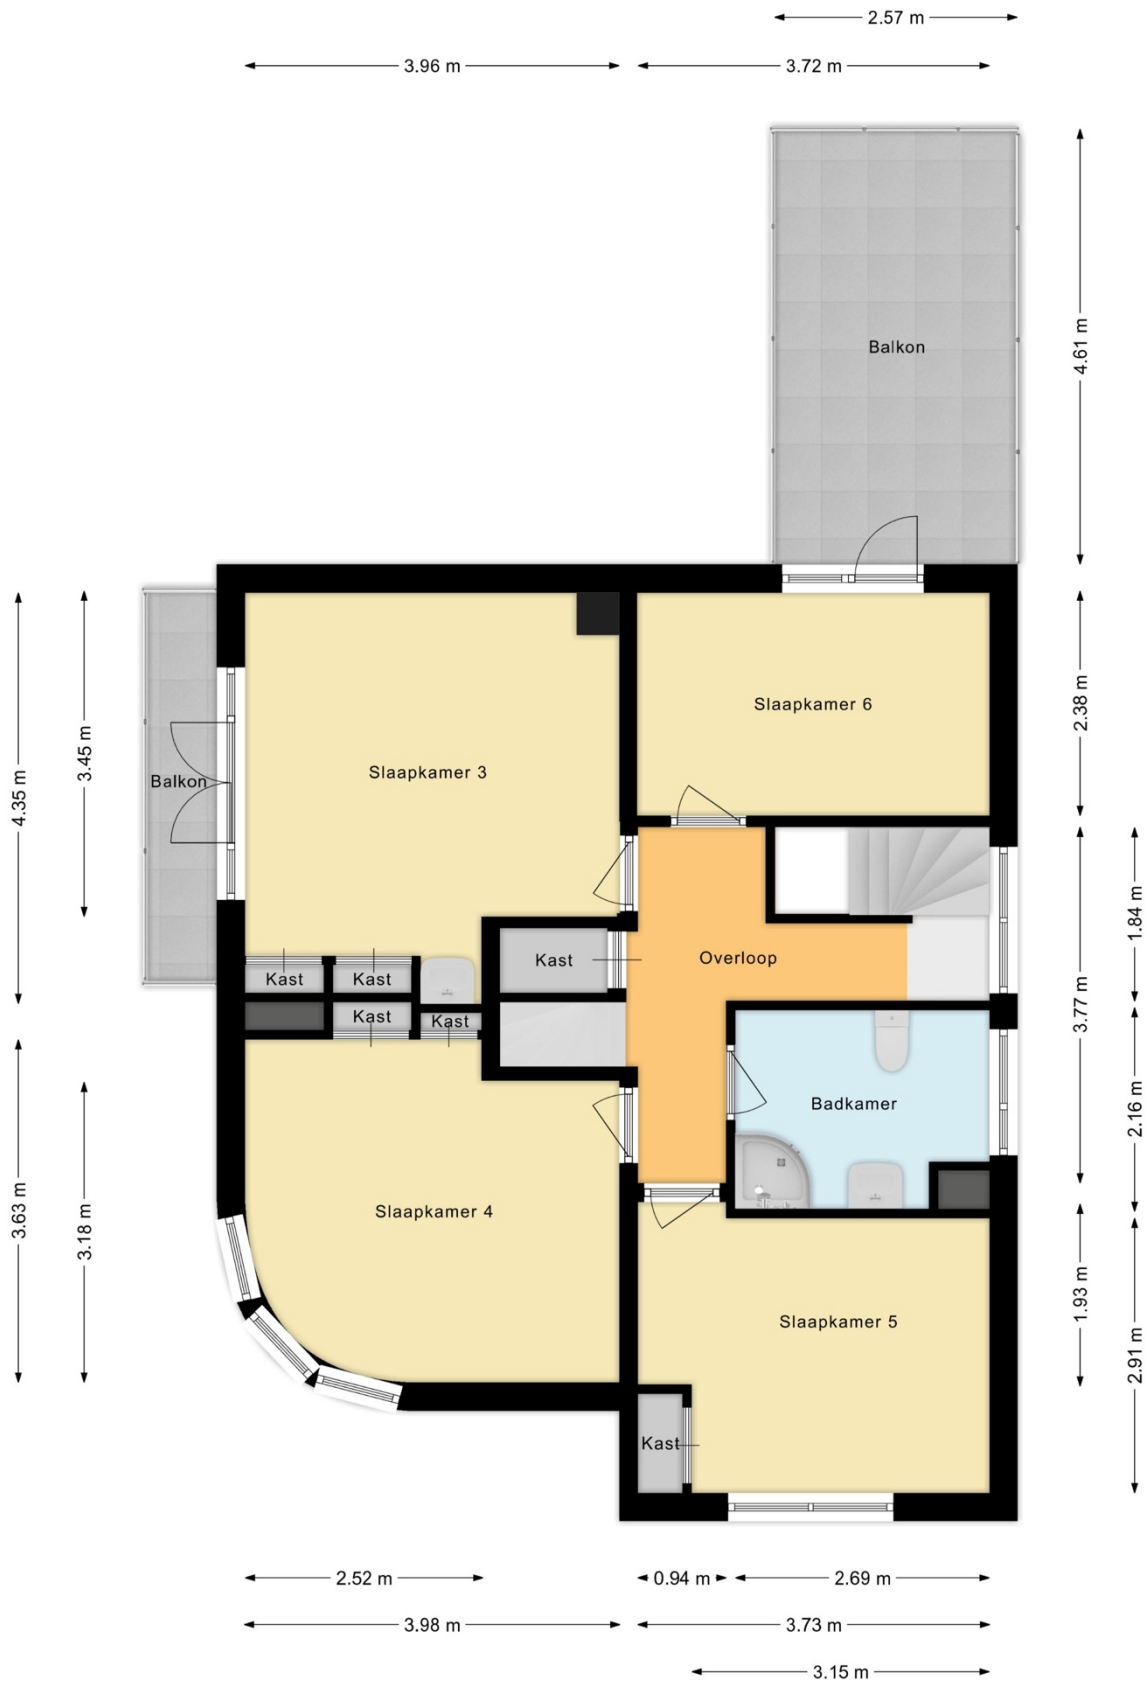 2.57 m
3.96 m
3.72 m
Balkon
4.61 m
Slaapkamer 6
2.38 m
Slaapkamer 3
Balkon
3.45 m
4.35 m
Overloop
Kast
Kast
Kast
Kast
Kast
1.84 m
3.77 m
Badkamer
2.16 m
Slaapkamer 4
3.63 m
3.18 m
Slaapkamer 5
1.93 m
2.91 m
Kast
2.52 m
0.94 m
2.69 m
3.98 m
3.73 m
3.15 m